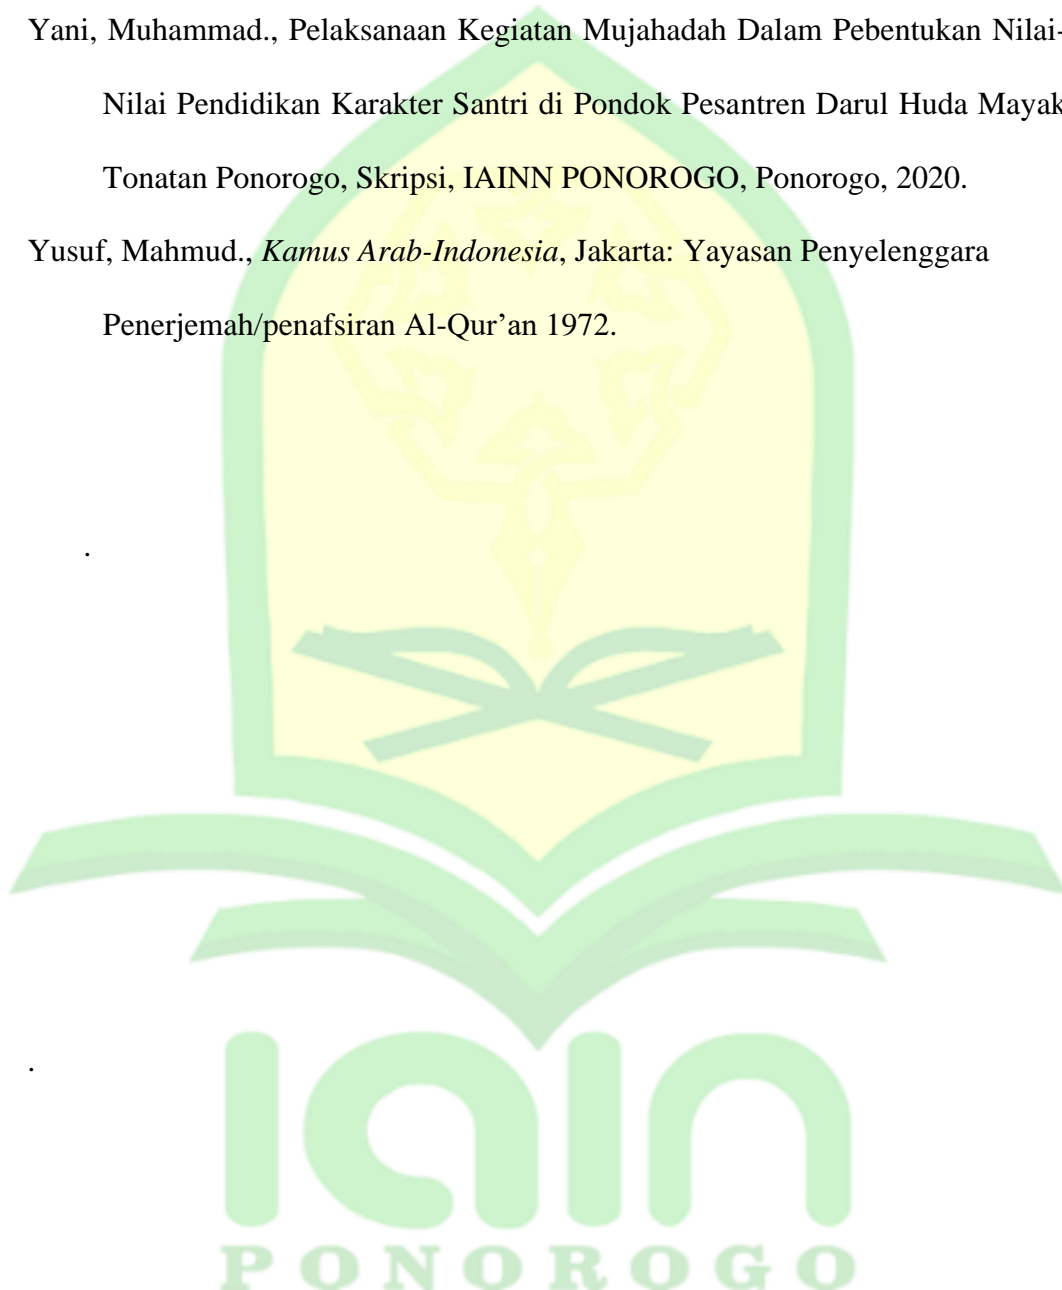 Yani, Muhammad., Pelaksanaan Kegiatan Mujahadah Dalam Pebentukan Nilai-
Nilai Pendidikan Karakter Santri di Pondok Pesantren Darul Huda Mayak
Tonatan Ponorogo, Skripsi, IAINN PONOROGO, Ponorogo, 2020.
Yusuf, Mahmud., Kamus Arab-Indonesia, Jakarta: Yayasan Penyelenggara
Penerjemah/penafsiran Al-Qur’an 1972.
.
.
iain
PONOROGO